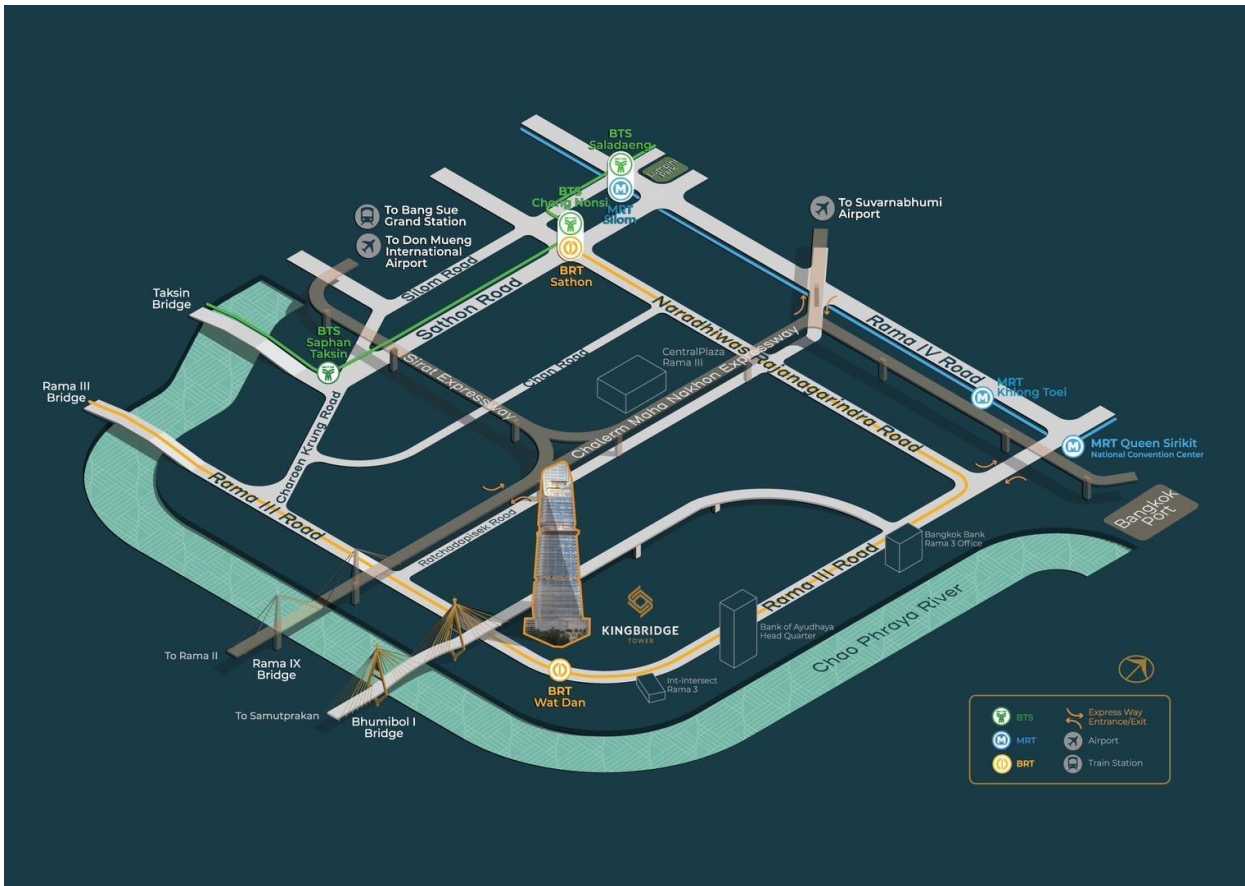 BTS
Saladaeng
Lumpini
Park
BTS
Chong Nonsi
MRT
Silom
BRT
Sathon
To Bang Sue
Grand Station
To Don Mueng
International
Airport
To Suvarnabhumi
Airport
Silom Road
Sathon Road
Taksin
Bridge
BTS
Saphan
Taksin
Sirat Expressway
Chan Road
CentralPlaza
Rama III
Naradhiwas Rajanagarindra Road
Chalerm Maha Nakhon Expressway
Rama IV Road
MRT
Khlong Toei
MRT Queen Sirikit
National Convention Center
Rama III
Bridge
Charoen Krung Road
Rama III Road
Ratchadapisek Road
Bangkok
Port
Bangkok Bank
Rama 3 Office
Rama III Road
Bank of Ayudhaya
Head Quarter
KINGBRIDGE
TOWER
Chao Phraya River
To Rama II
Rama IX
Bridge
To Samutprakan
Bhumibol I
Bridge
BRT
Wat Dan
Int-Intersect
Rama 3
BTS
Express Way
Entrance/Exit
MRT
Airport
BRT
Train Station